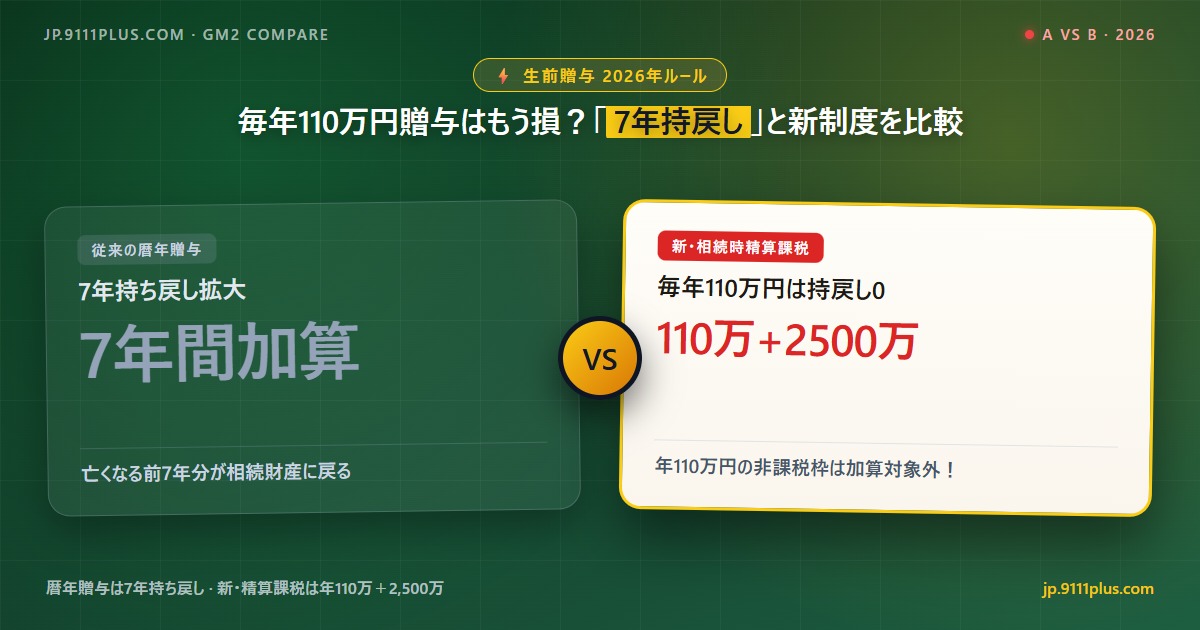 JP.9111PLUS.COM · GM2 COMPARE
A VS B · 2026
生前贈与 2026年ルール
毎年110万円贈与はもう損？「7年持戻し」と新制度を比較
従来の暦年贈与
7年持ち戻し拡大
7年間加算
亡くなる前7年分が相続財産に戻る
VS
新・相続時精算課税
毎年110万円は持戻し0
110万+2500万
年110万円の非課税枠は加算対象外！
暦年贈与は7年持ち戻し · 新・精算課税は年110万＋2,500万
jp.9111plus.com